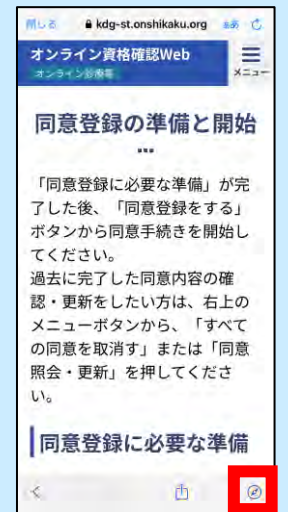 閉じる kdg-st.onshikaku.org ぁあ
オンライン資格確認Web
オンライン診療等
メニュー
同意登録の準備と開始
...
「同意登録に必要な準備」が完
了した後、「同意登録をする」
ボタンから同意手続きを開始し
てください。
過去に完了した同意内容の確
認・更新をしたい方は、右上の
メニューボタンから、「すべて
の同意を取消す」または「同意
照会・更新」を押してくださ
い。
同意登録に必要な準備